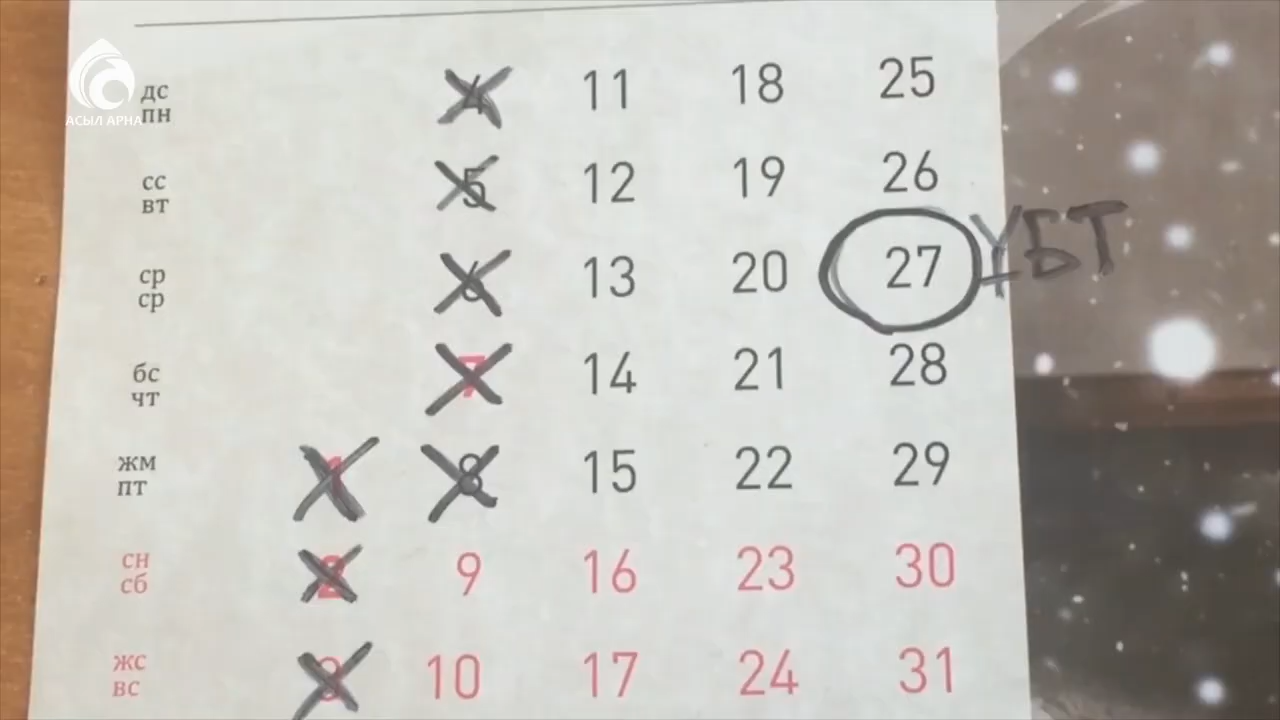 АСЫЛ АРНА
дс 4 11 18 25
пн
сс 5 12 19 26
вт
ср 6 13 20 27 ҰБТ
ср
бс 7 14 21 28
чт
жм 1 8 15 22 29
пт
сн 2 9 16 23 30
сб
жс 3 10 17 24 31
вс